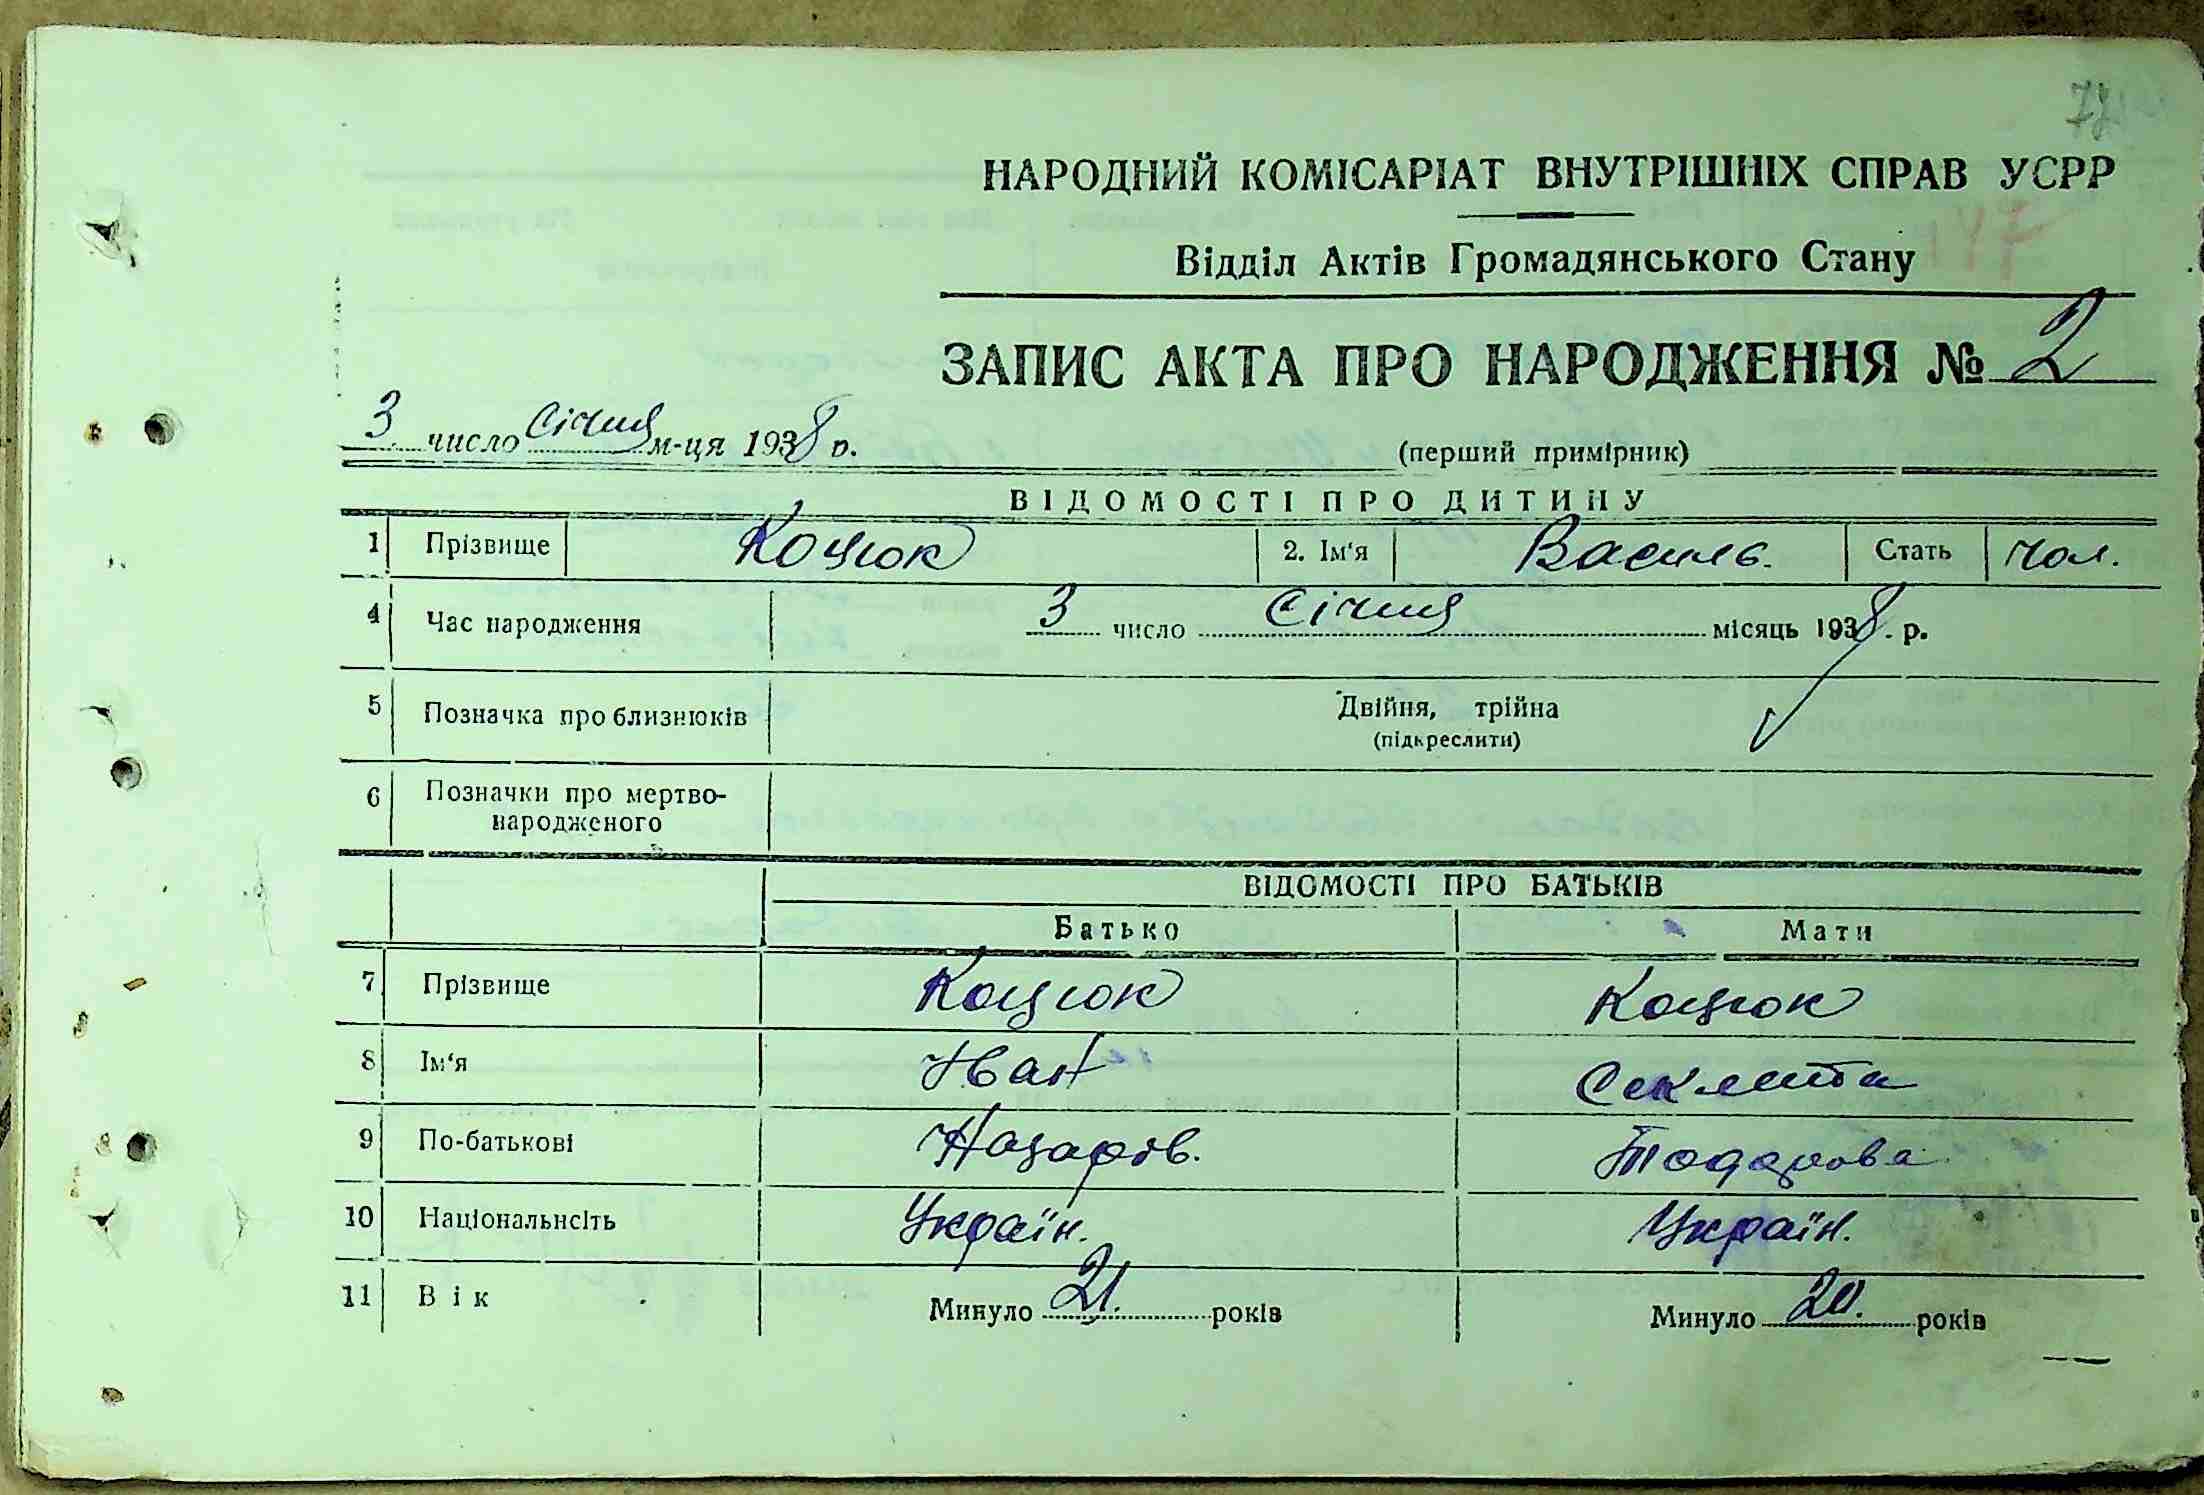 77
НАРОДНИЙ КОМІСАРІАТ ВНУТРІШНІХ СПРАВ УСРР
Відділ Актів Громадянського Стану
ЗАПИС АКТА ПРО НАРОДЖЕННЯ № 2
3 число Січня м-ця 1938 р.
(перший примірник)
ВІДОМОСТІ ПРО ДИТИНУ
1 Прізвище Коцюк 2. Ім'я Василь. Стать чол.
4 Час народження 3 число Січня місяць 1938. р.
5 Позначка про близнюків Двійня, трійна
(підкреслити)
6 Позначки про мертво-
народженого
ВІДОМОСТІ ПРО БАТЬКІВ
Батько Мати
7 Прізвище Коцюк Коцюк
8 Ім'я Іван Секлета
9 По-батькові Назаров. Тодорова
10 Національнсіть Україн. Україн.
11 Вік Минуло 21. років Минуло 20. років